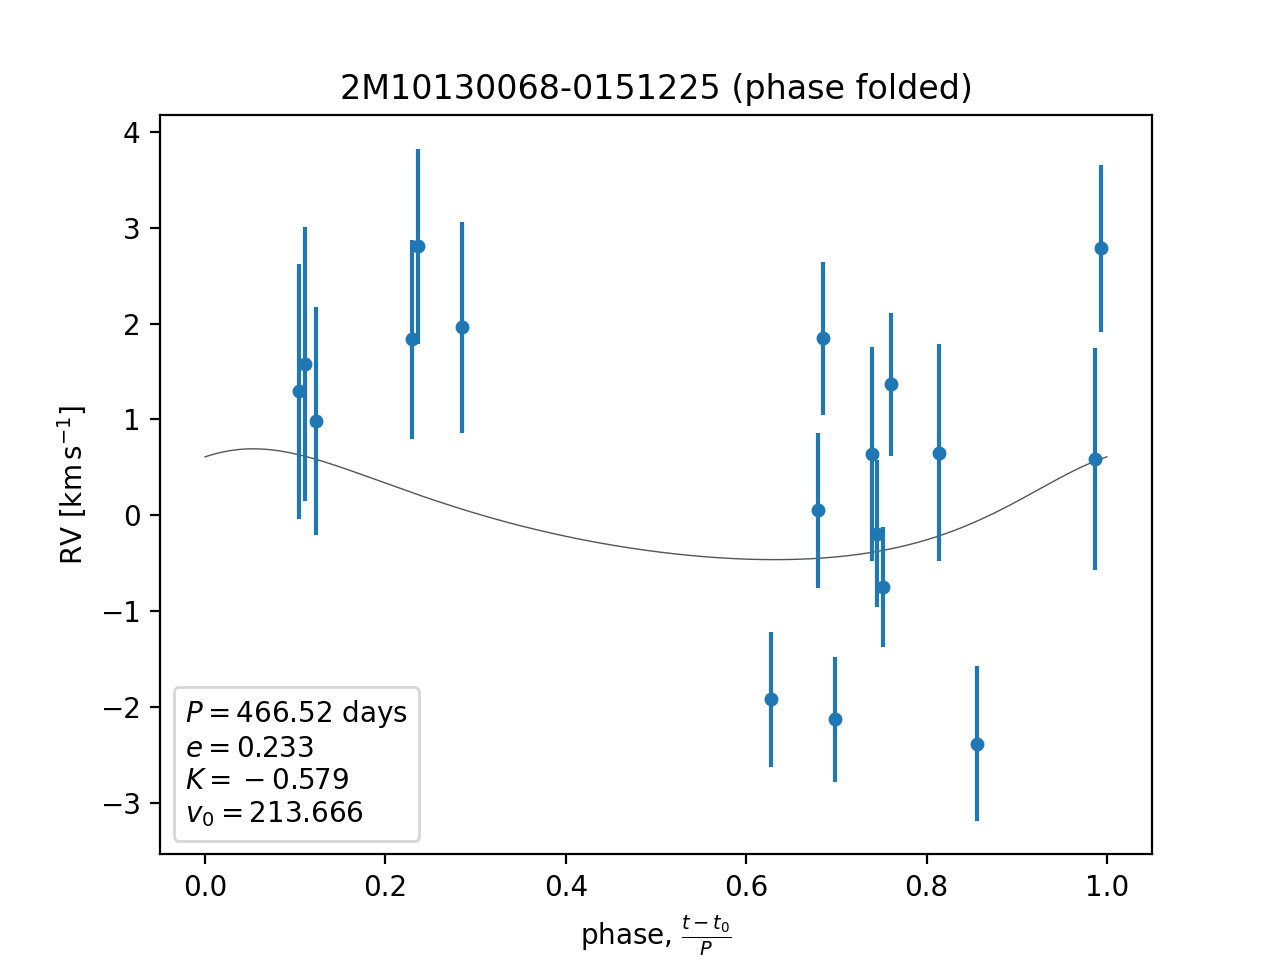 2M10130068-0151225 (phase folded)
RV [km s⁻¹]
4
3
2
1
0
−1
−2
−3
P = 466.52 days
e = 0.233
K = −0.579
v₀ = 213.666
0.0 0.2 0.4 0.6 0.8 1.0
phase, (t − t₀)/P